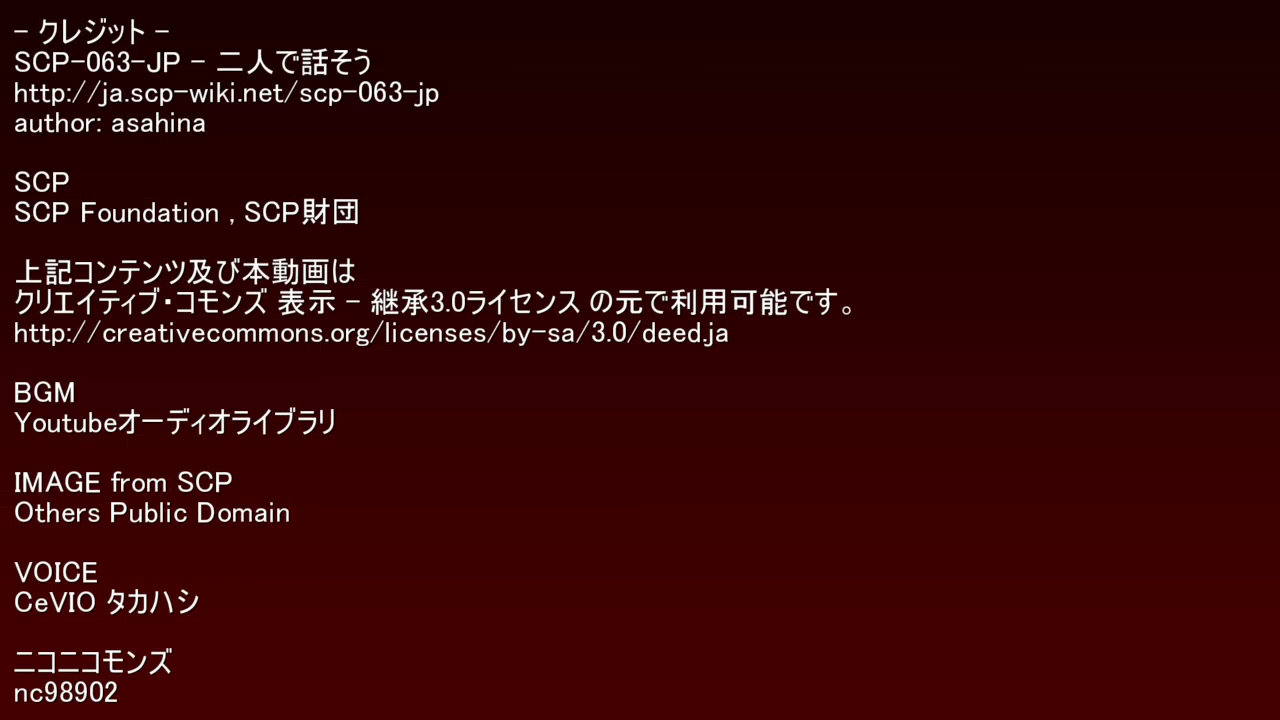 - クレジット -
SCP-063-JP - 二人で話そう
http://ja.scp-wiki.net/scp-063-jp
author: asahina
SCP
SCP Foundation , SCP財団
上記コンテンツ及び本動画は
クリエイティブ・コモンズ 表示 - 継承3.0ライセンス の元で利用可能です。
http://creativecommons.org/licenses/by-sa/3.0/deed.ja
BGM
Youtubeオーディオライブラリ
IMAGE from SCP
Others Public Domain
VOICE
CeVIO タカハシ
ニコニコモンズ
nc98902